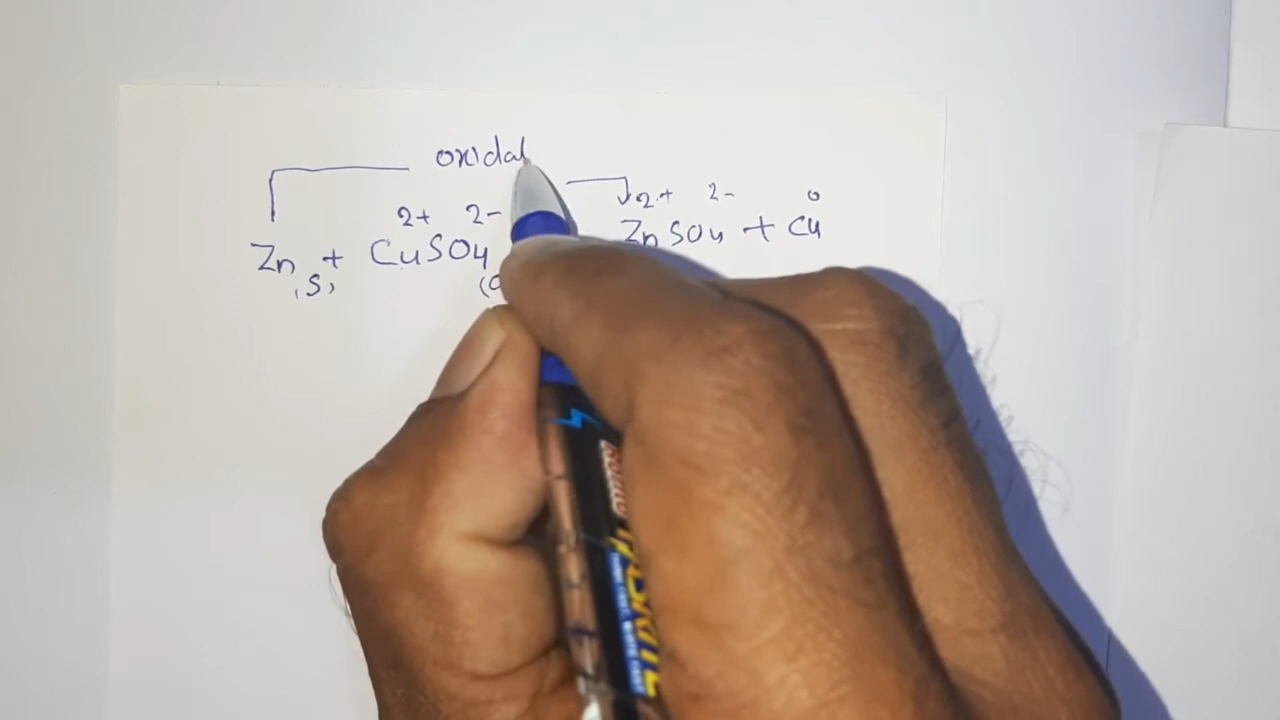 oxidat
2+ 2- 2+ 2- 0
Zn + CuSO4 ZnSO4 + Cu
(S) (